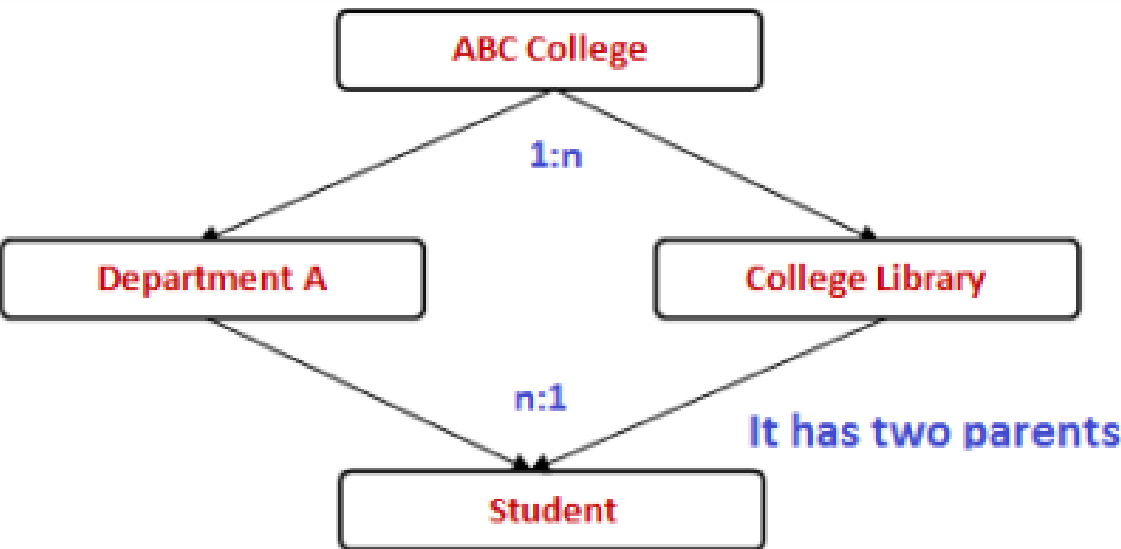 ABC College
1:n
Department A
College Library
n:1
It has two parents
Student